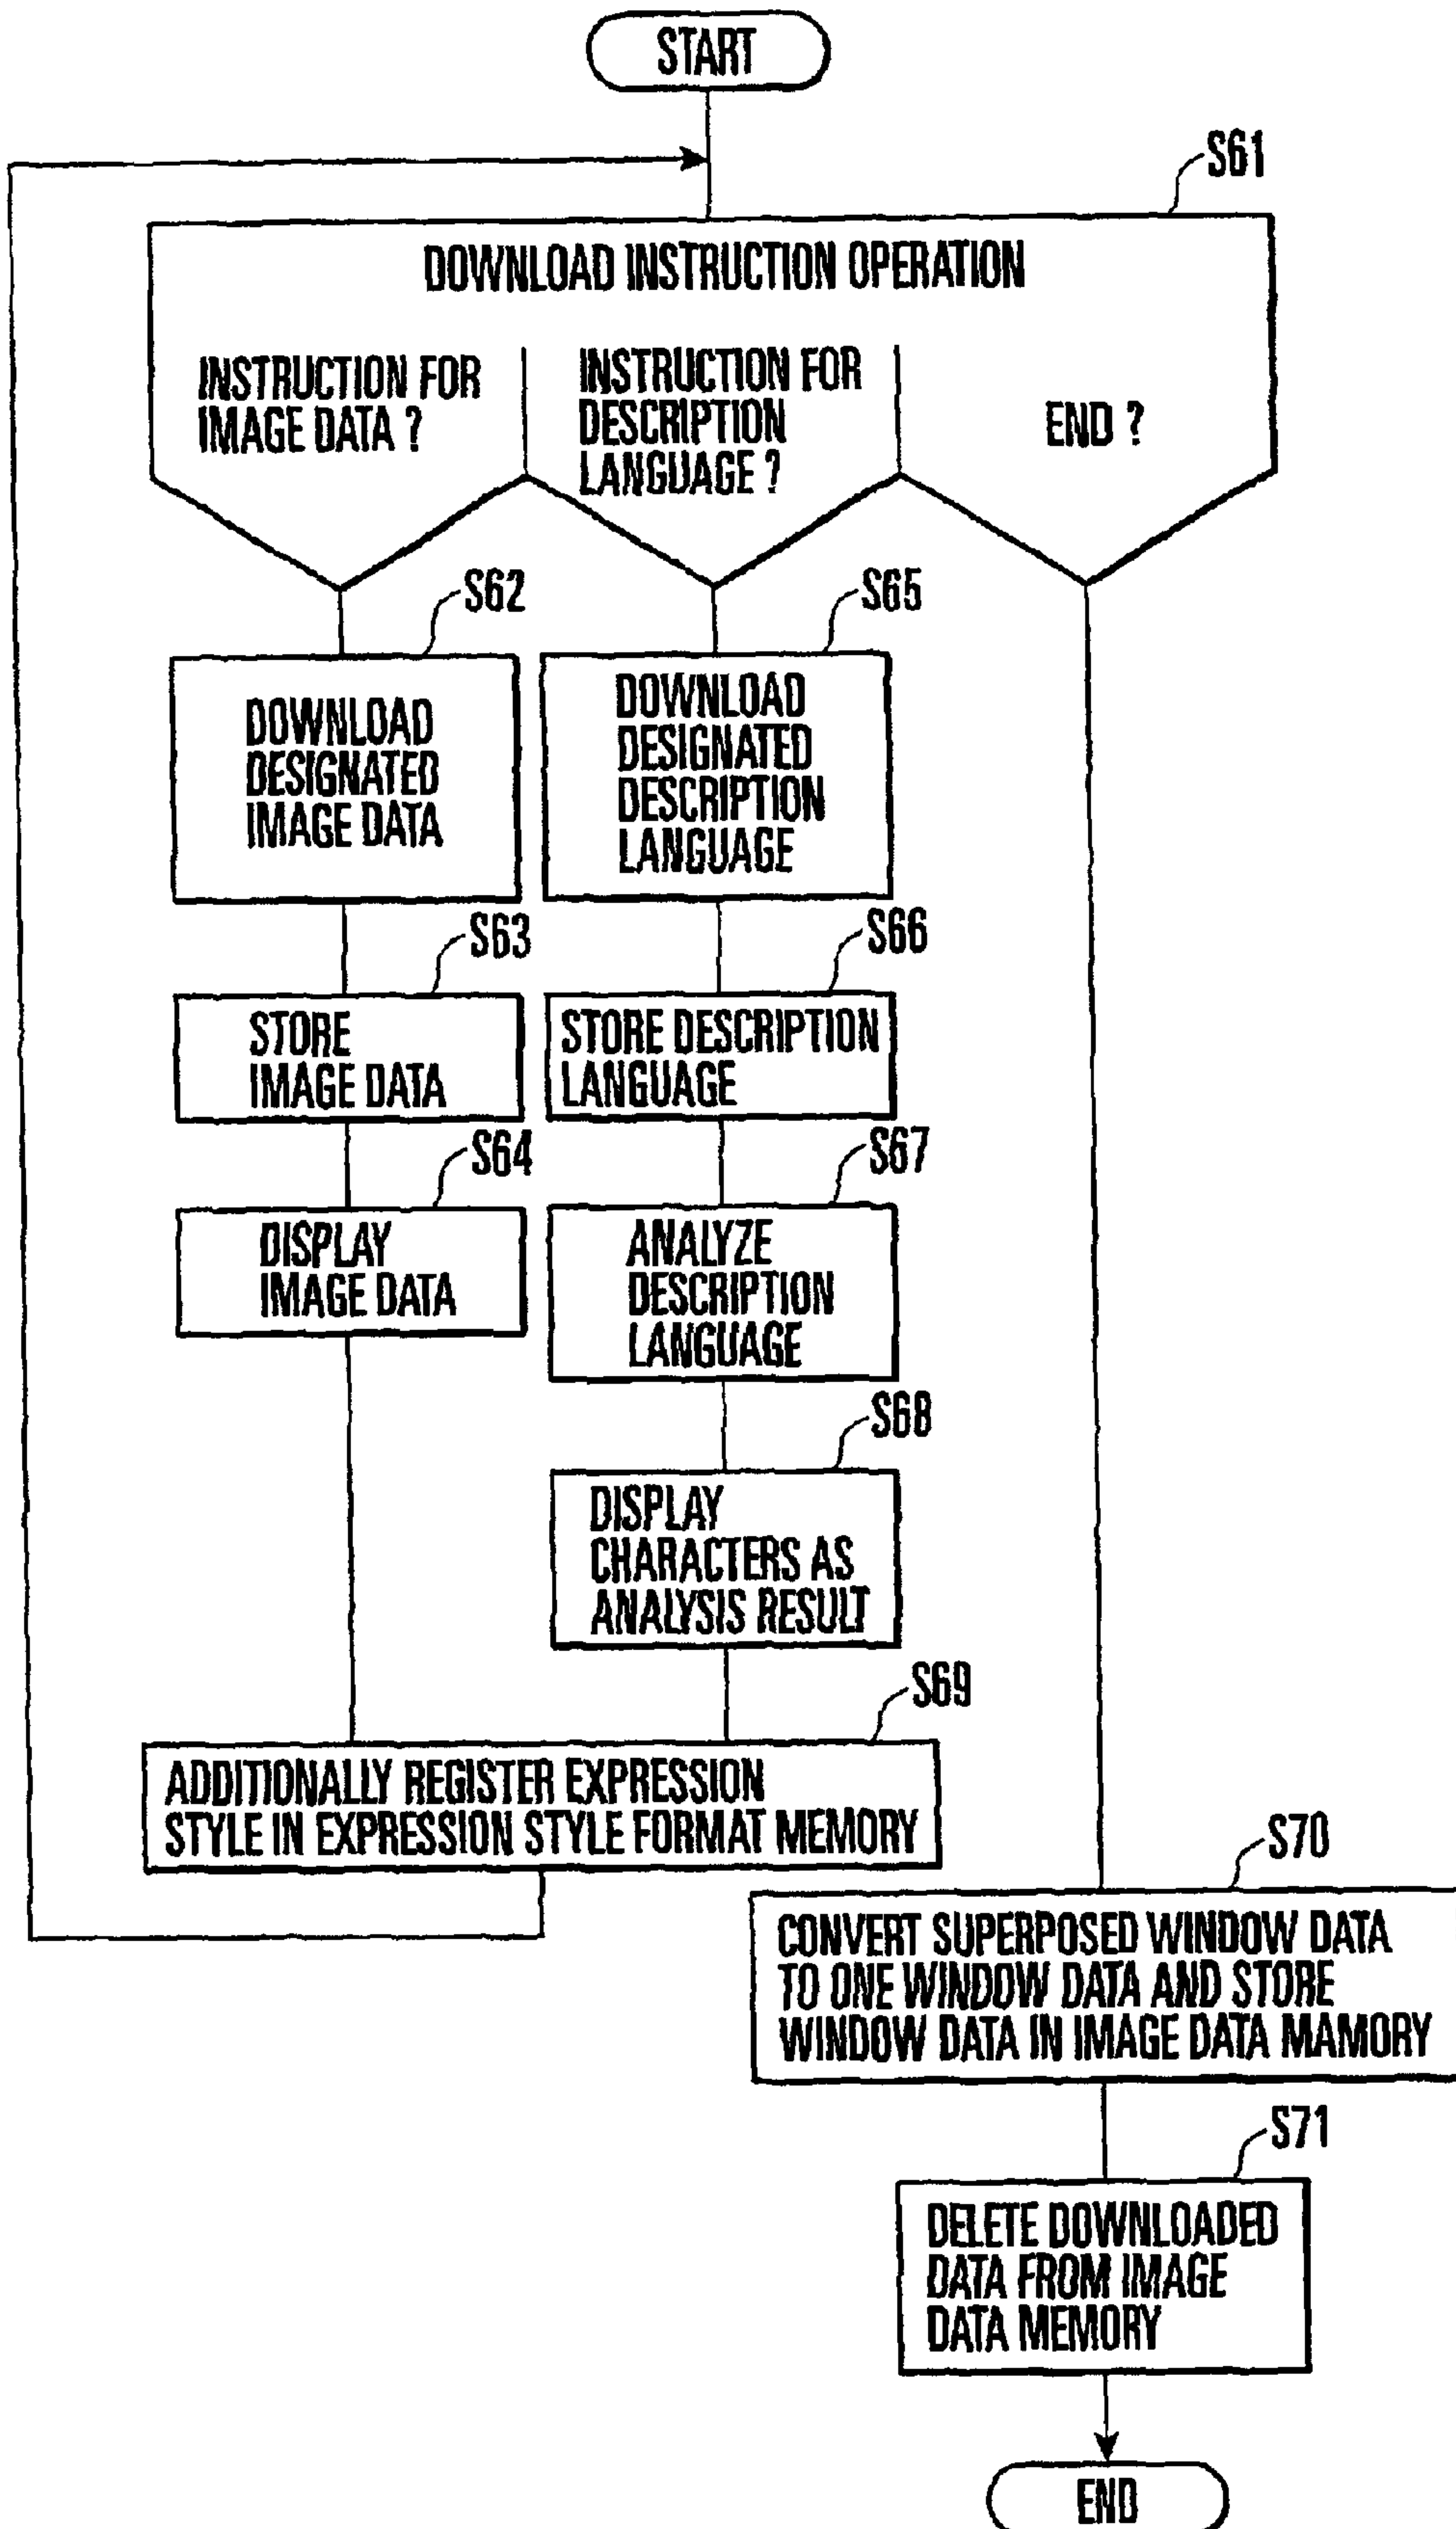 START
S61
DOWNLOAD INSTRUCTION OPERATION
INSTRUCTION FOR
IMAGE DATA ?
INSTRUCTION FOR
DESCRIPTION
LANGUAGE ?
END ?
S62
DOWNLOAD
DESIGNATED
IMAGE DATA
S65
DOWNLOAD
DESIGNATED
DESCRIPTION
LANGUAGE
S63
STORE
IMAGE DATA
S66
STORE DESCRIPTION
LANGUAGE
S64
DISPLAY
IMAGE DATA
S67
ANALYZE
DESCRIPTION
LANGUAGE
S68
DISPLAY
CHARACTERS AS
ANALYSIS RESULT
S69
ADDITIONALLY REGISTER EXPRESSION
STYLE IN EXPRESSION STYLE FORMAT MEMORY
S70
CONVERT SUPERPOSED WINDOW DATA
TO ONE WINDOW DATA AND STORE
WINDOW DATA IN IMAGE DATA MAMORY
S71
DELETE DOWNLOADED
DATA FROM IMAGE
DATA MEMORY
END